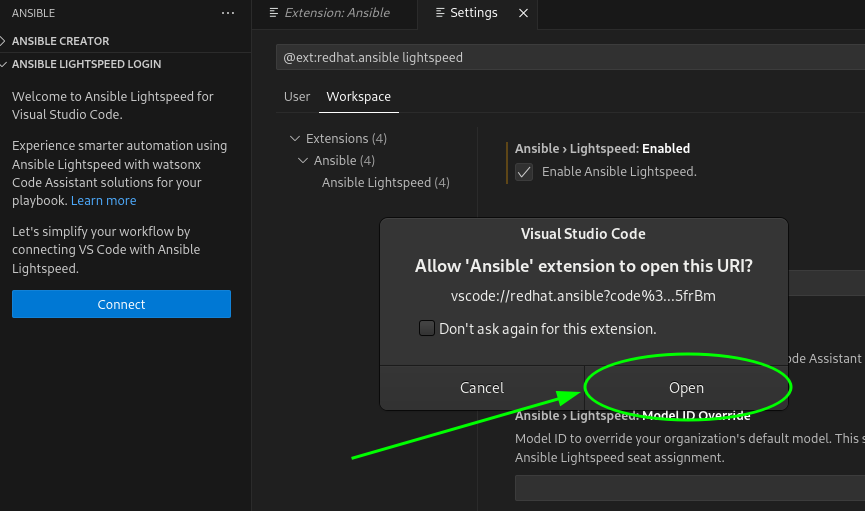 ANSIBLE
ANSIBLE CREATOR
ANSIBLE LIGHTSPEED LOGIN
Welcome to Ansible Lightspeed for
Visual Studio Code.
Experience smarter automation using
Ansible Lightspeed with watsonx
Code Assistant solutions for your
playbook. Learn more
Let's simplify your workflow by
connecting VS Code with Ansible
Lightspeed.
Connect
Extension: Ansible
Settings
@ext:redhat.ansible lightspeed
User Workspace
Extensions (4)
Ansible (4)
Ansible Lightspeed (4)
Ansible › Lightspeed: Enabled
Enable Ansible Lightspeed.
Visual Studio Code
Allow 'Ansible' extension to open this URI?
vscode://redhat.ansible?code%3...5frBm
Don't ask again for this extension.
Cancel Open
ode Assistant
Ansible › Lightspeed: Model ID Override
Model ID to override your organization's default model. This s
Ansible Lightspeed seat assignment.